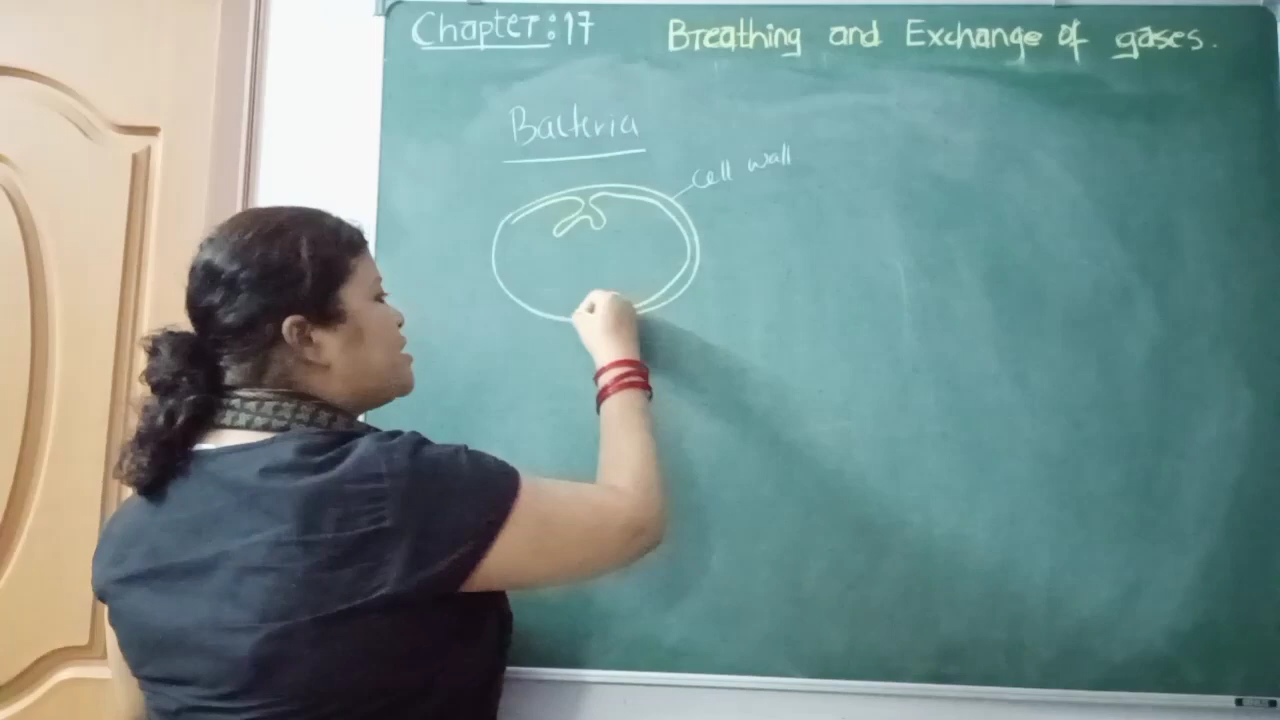 Chapter:17 Breathing and Exchange of gases.
Bacteria
cell wall